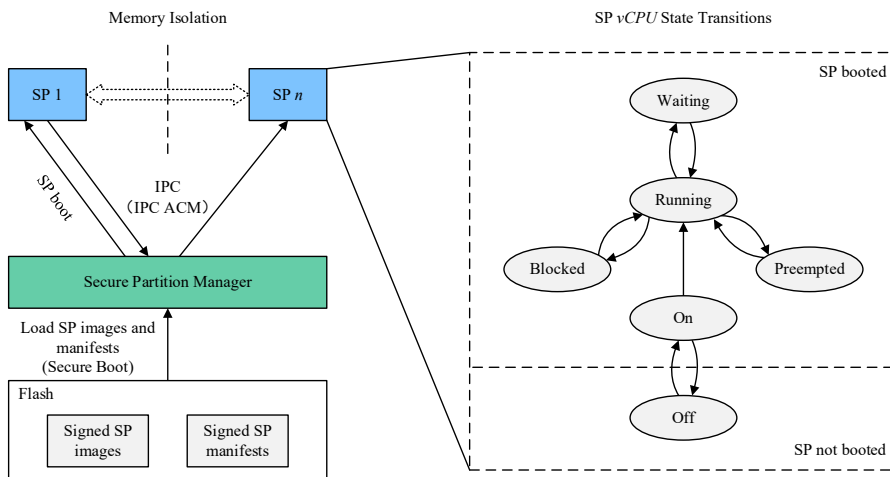 Memory Isolation
SP vCPU State Transitions
SP 1
SP n
SP boot
IPC
（IPC ACM）
Secure Partition Manager
Load SP images and
manifests
(Secure Boot)
Flash
Signed SP
images
Signed SP
manifests
SP booted
Waiting
Running
Blocked
Preempted
On
Off
SP not booted